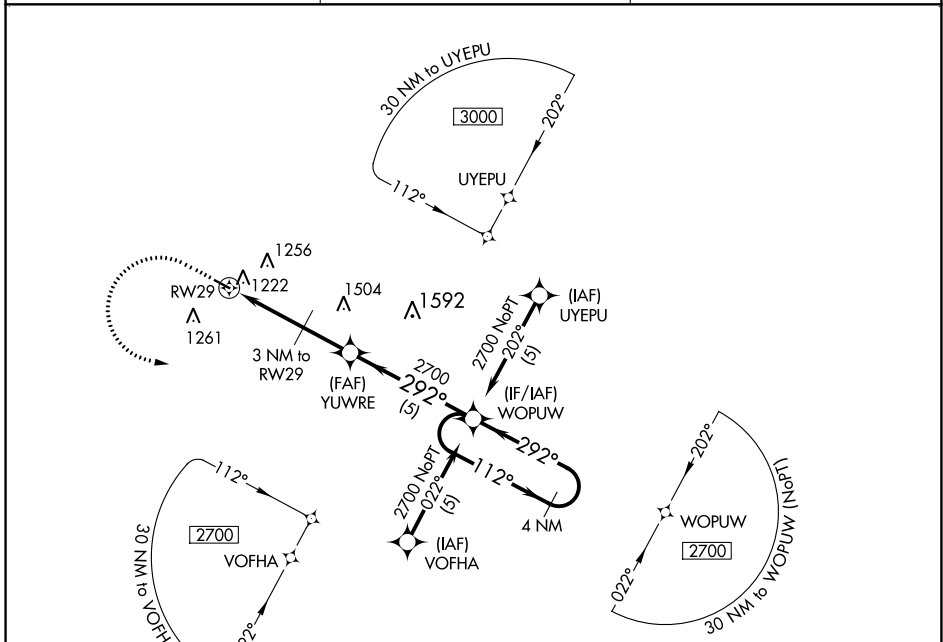 30 NM to UYEPU
3000
202°
UYEPU
112°
1256
1222
RW29
1261
1504
1592
3 NM to
RW29
(FAF)
YUWRE
2700
292°
(5)
(IAF)
UYEPU
2700 NoPT
202°
(5)
(IF/IAF)
WOPUW
292°
112°
4 NM
2700 NoPT
022°
(5)
(IAF)
VOFHA
112°
2700
VOFHA
30 NM to
202°
WOPUW
2700
022°
30 NM to WOPUW (NoPT)